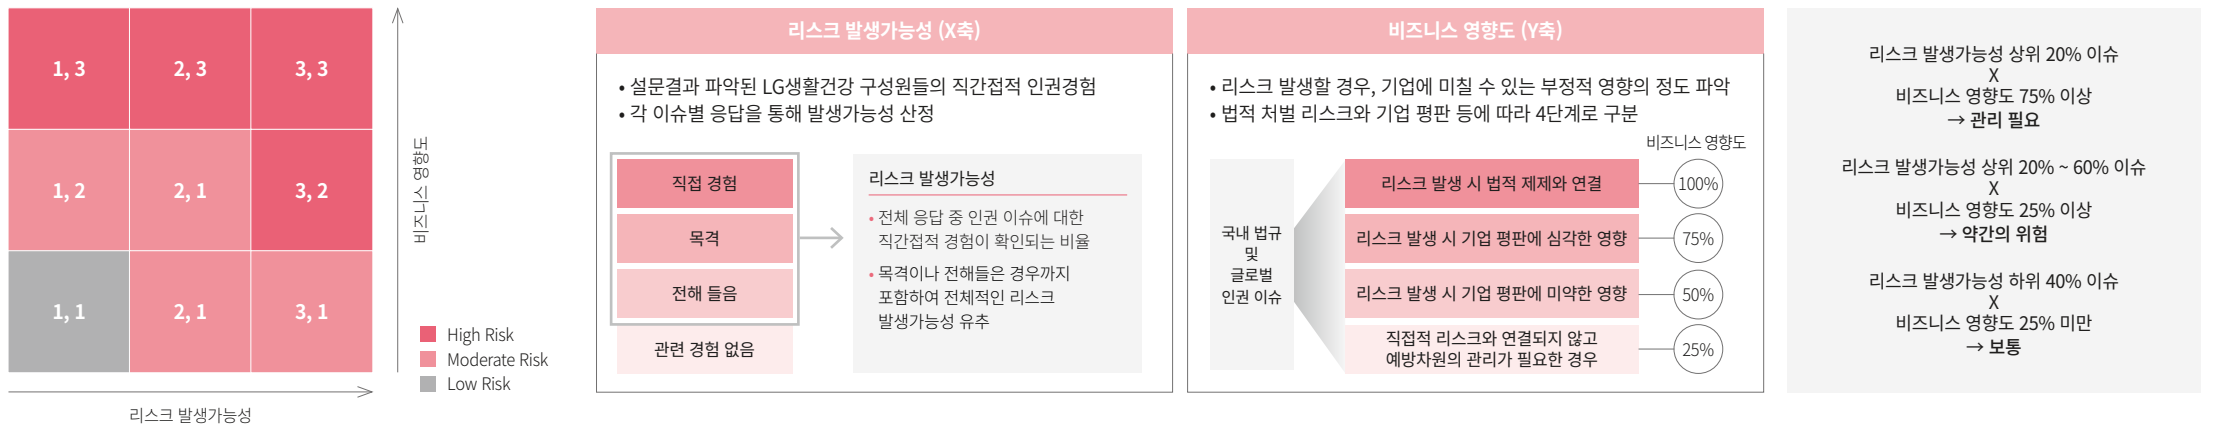 1, 3
2, 3
3, 3
1, 2
2, 1
3, 2
1, 1
2, 1
3, 1
리스크 발생가능성
비즈니스 영향도
High Risk
Moderate Risk
Low Risk
리스크 발생가능성 (X축)
• 설문결과 파악된 LG생활건강 구성원들의 직간접적 인권경험
• 각 이슈별 응답을 통해 발생가능성 산정
직접 경험
목격
전해 들음
관련 경험 없음
리스크 발생가능성
• 전체 응답 중 인권 이슈에 대한
직간접적 경험이 확인되는 비율
• 목격이나 전해들은 경우까지
포함하여 전체적인 리스크
발생가능성 유추
비즈니스 영향도 (Y축)
• 리스크 발생할 경우, 기업에 미칠 수 있는 부정적 영향의 정도 파악
• 법적 처벌 리스크와 기업 평판 등에 따라 4단계로 구분
비즈니스 영향도
국내 법규
및
글로벌
인권 이슈
리스크 발생 시 법적 제제와 연결
100%
리스크 발생 시 기업 평판에 심각한 영향
75%
리스크 발생 시 기업 평판에 미약한 영향
50%
직접적 리스크와 연결되지 않고
예방차원의 관리가 필요한 경우
25%
리스크 발생가능성 상위 20% 이슈
X
비즈니스 영향도 75% 이상
→ 관리 필요
리스크 발생가능성 상위 20% ~ 60% 이슈
X
비즈니스 영향도 25% 이상
→ 약간의 위험
리스크 발생가능성 하위 40% 이슈
X
비즈니스 영향도 25% 미만
→ 보통